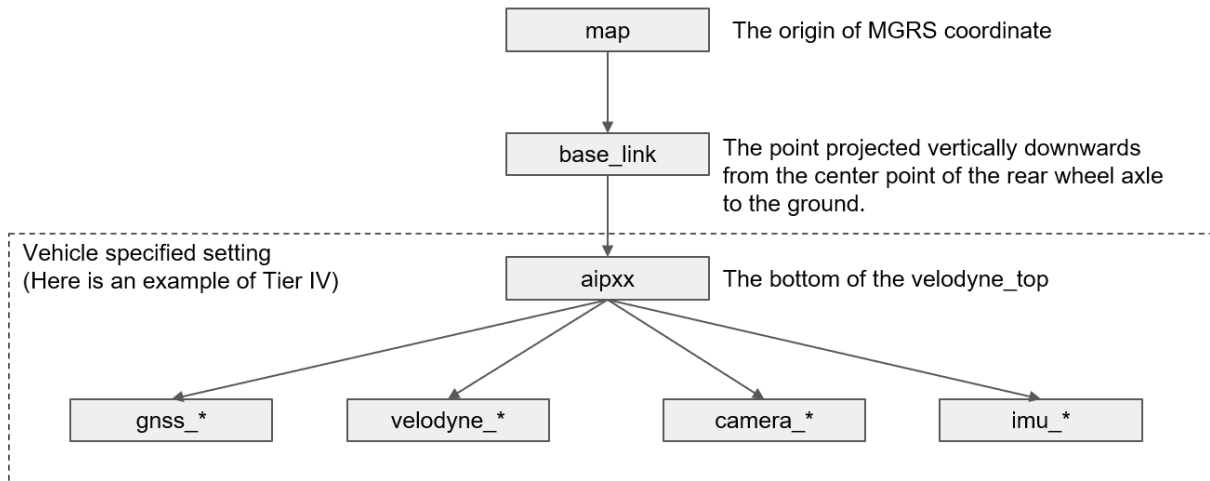 map
The origin of MGRS coordinate
base_link
The point projected vertically downwards
from the center point of the rear wheel axle
to the ground.
Vehicle specified setting
(Here is an example of Tier IV)
aipxx
The bottom of the velodyne_top
gnss_*
velodyne_*
camera_*
imu_*